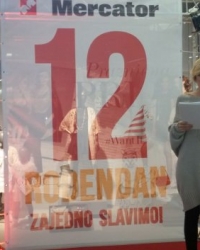 Mercator
12
ROĐENDAN
ZAJEDNO SLAVIMO!